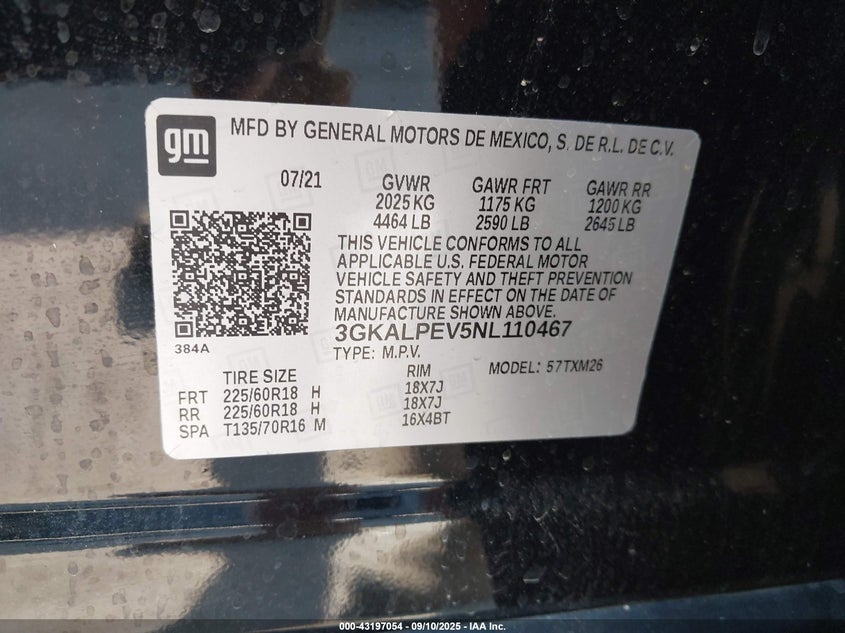 gm
MFD BY GENERAL MOTORS DE MEXICO, S. DE R.L. DE C.V.
07/21
GVWR GAWR FRT GAWR RR
2025 KG 1175 KG 1200 KG
4464 LB 2590 LB 2645 LB
THIS VEHICLE CONFORMS TO ALL
APPLICABLE U.S. FEDERAL MOTOR
VEHICLE SAFETY AND THEFT PREVENTION
STANDARDS IN EFFECT ON THE DATE OF
MANUFACTURE SHOWN ABOVE.
3GKALPEV5NL110467
384A
TYPE: M.P.V.
MODEL: 57TXM26
TIRE SIZE RIM
FRT 225/60R18 H 18X7J
RR 225/60R18 H 18X7J
SPA T135/70R16 M 16X4BT
000-43197054 - 09/10/2025 - IAA Inc.